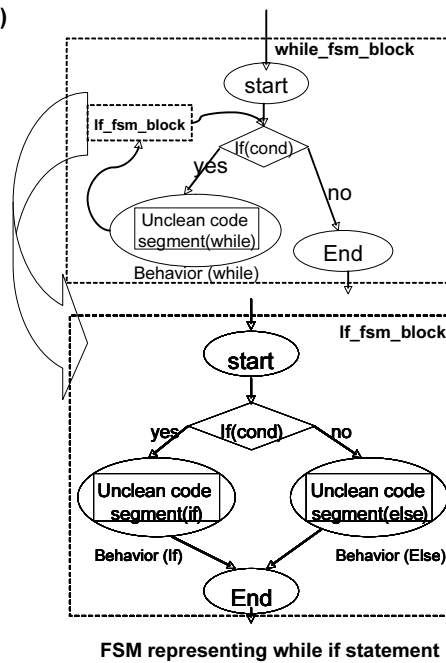 )
while_fsm_block
start
If_fsm_block
If(cond)
yes
no
Unclean code
segment(while)
End
Behavior (while)
If_fsm_block
start
yes
If(cond)
no
Unclean code
segment(if)
Unclean code
segment(else)
Behavior (If)
Behavior (Else)
End
FSM representing while if statement